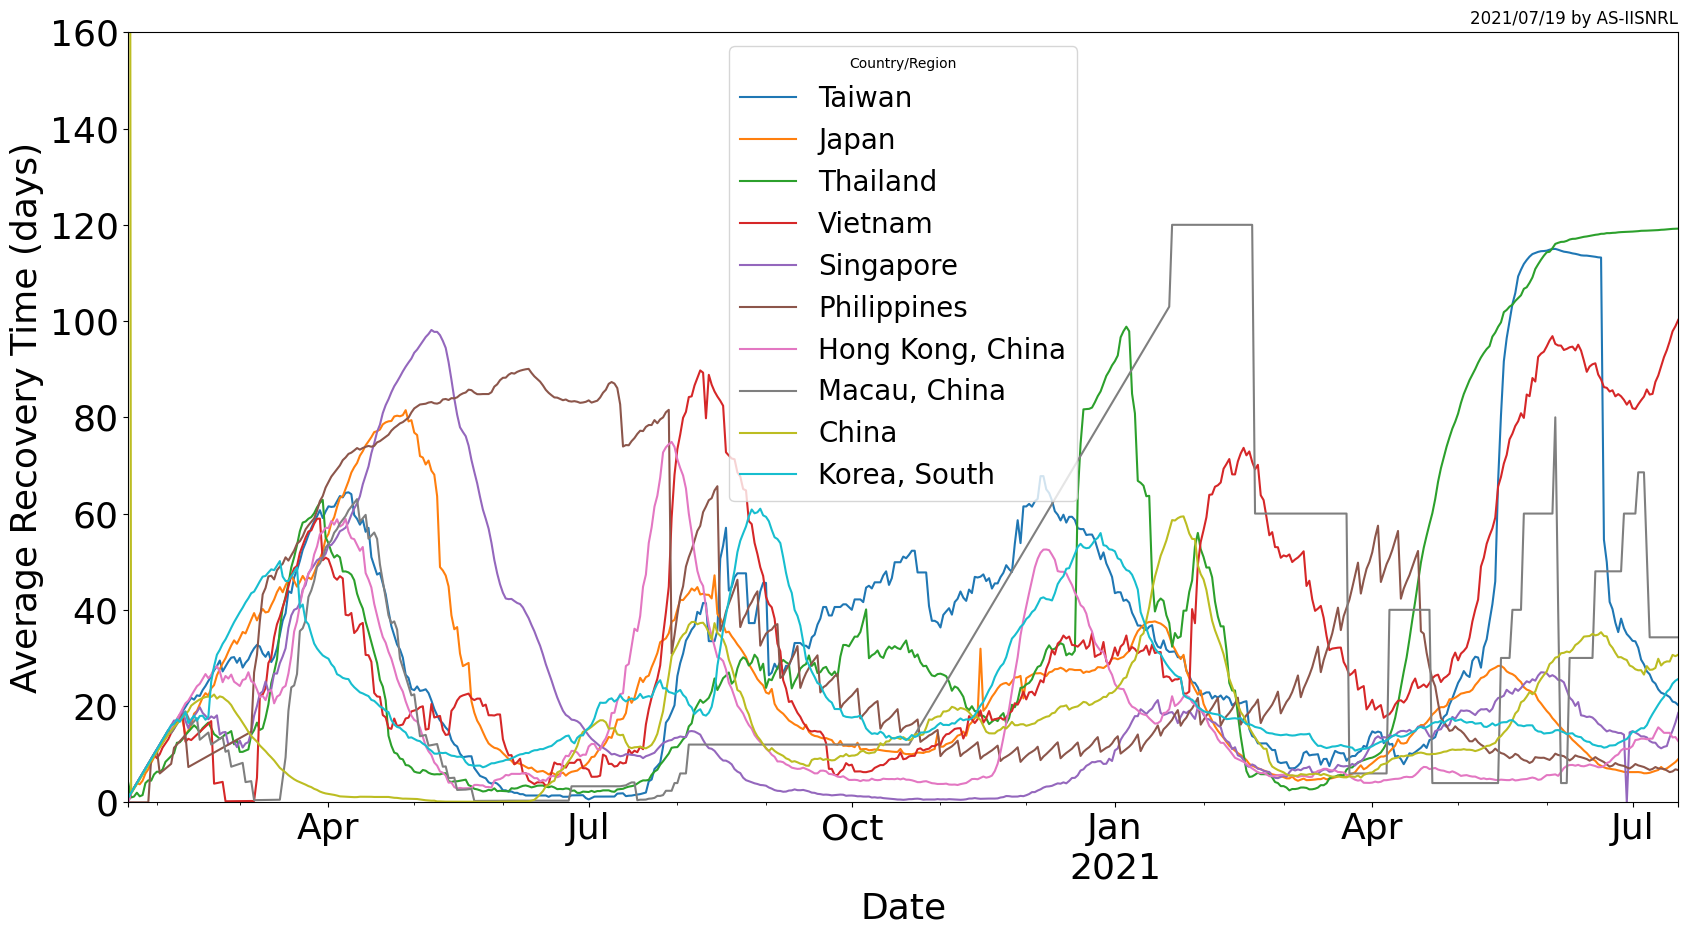 2021/07/19 by AS-IISNRL
Average Recovery Time (days)
160
140
120
100
80
60
40
20
0
Country/Region
Taiwan
Japan
Thailand
Vietnam
Singapore
Philippines
Hong Kong, China
Macau, China
China
Korea, South
Apr
Jul
Oct
Jan
2021
Apr
Jul
Date